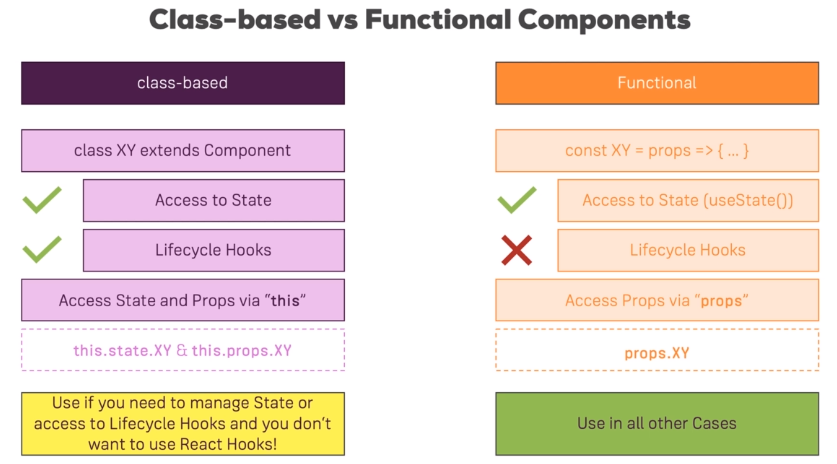 Class-based vs Functional Components
class-based
class XY extends Component
Access to State
Lifecycle Hooks
Access State and Props via "this"
this.state.XY & this.props.XY
Use if you need to manage State or
access to Lifecycle Hooks and you don't
want to use React Hooks!
Functional
const XY = props => { ... }
Access to State (useState())
Lifecycle Hooks
Access Props via "props"
props.XY
Use in all other Cases